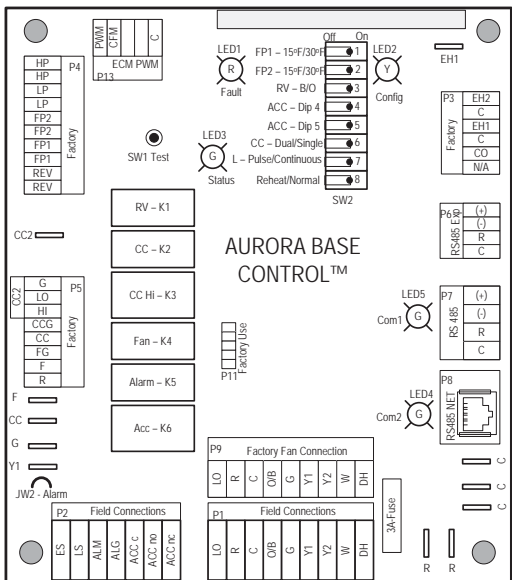 PWM
CFM
C
ECM PWM
P13
HP
HP
LP
LP
FP2
FP2
FP1
FP1
REV
REV
P4
Factory
LED1
R
Fault
Off On
FP1 – 15ºF/30ºF 1
FP2 – 15ºF/30ºF 2
RV – B/O 3
ACC – Dip 4 4
ACC – Dip 5 5
CC – Dual/Single 6
L – Pulse/Continuous 7
Reheat/Normal 8
SW2
LED2
Y
Config
EH1
P3
Factory
EH2
C
EH1
C
CO
N/A
SW1 Test
LED3
G
Status
RV – K1
CC – K2
CC Hi – K3
Fan – K4
Alarm – K5
Acc – K6
AURORA BASE
CONTROL™
P6
RS485 EXP
(+)
(-)
R
C
CC2
CC2
G
LO
HI
CCG
CC
FG
F
R
P5
Factory
LED5
Com1
G
P7
RS 485
(+)
(-)
R
C
Factory Use
P11
LED4
Com2
G
P8
RS485 NET
F
CC
G
Y1
JW2 - Alarm
P9 Factory Fan Connection
LO R C O/B G Y1 Y2 W DH
P2 Field Connections
ES LS ALM ALG ACC c ACC no ACC nc
P1 Field Connections
LO R C O/B G Y1 Y2 W DH
3A-Fuse
C
C
C
R R